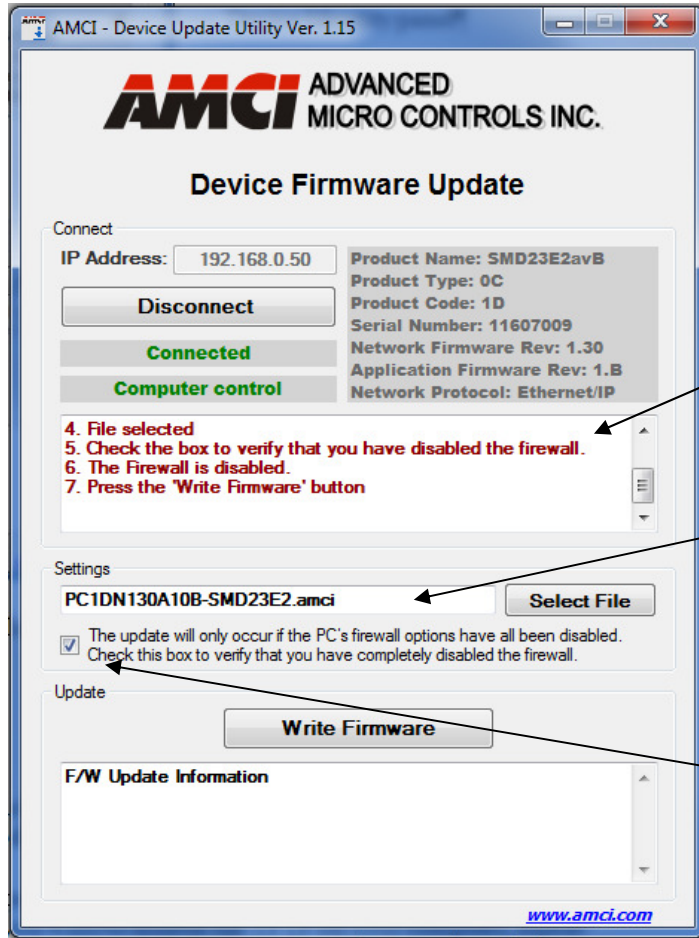 AMCI - Device Update Utility Ver. 1.15
AMCI ADVANCED
MICRO CONTROLS INC.
Device Firmware Update
Connect
IP Address: 192.168.0.50
Disconnect
Connected
Computer control
Product Name: SMD23E2avB
Product Type: 0C
Product Code: 1D
Serial Number: 11607009
Network Firmware Rev: 1.30
Application Firmware Rev: 1.B
Network Protocol: Ethernet/IP
4. File selected
5. Check the box to verify that you have disabled the firewall.
6. The Firewall is disabled.
7. Press the 'Write Firmware' button
Settings
PC1DN130A10B-SMD23E2.amci
Select File
The update will only occur if the PC's firewall options have all been disabled.
Check this box to verify that you have completely disabled the firewall.
Update
Write Firmware
F/W Update Information
www.amci.com